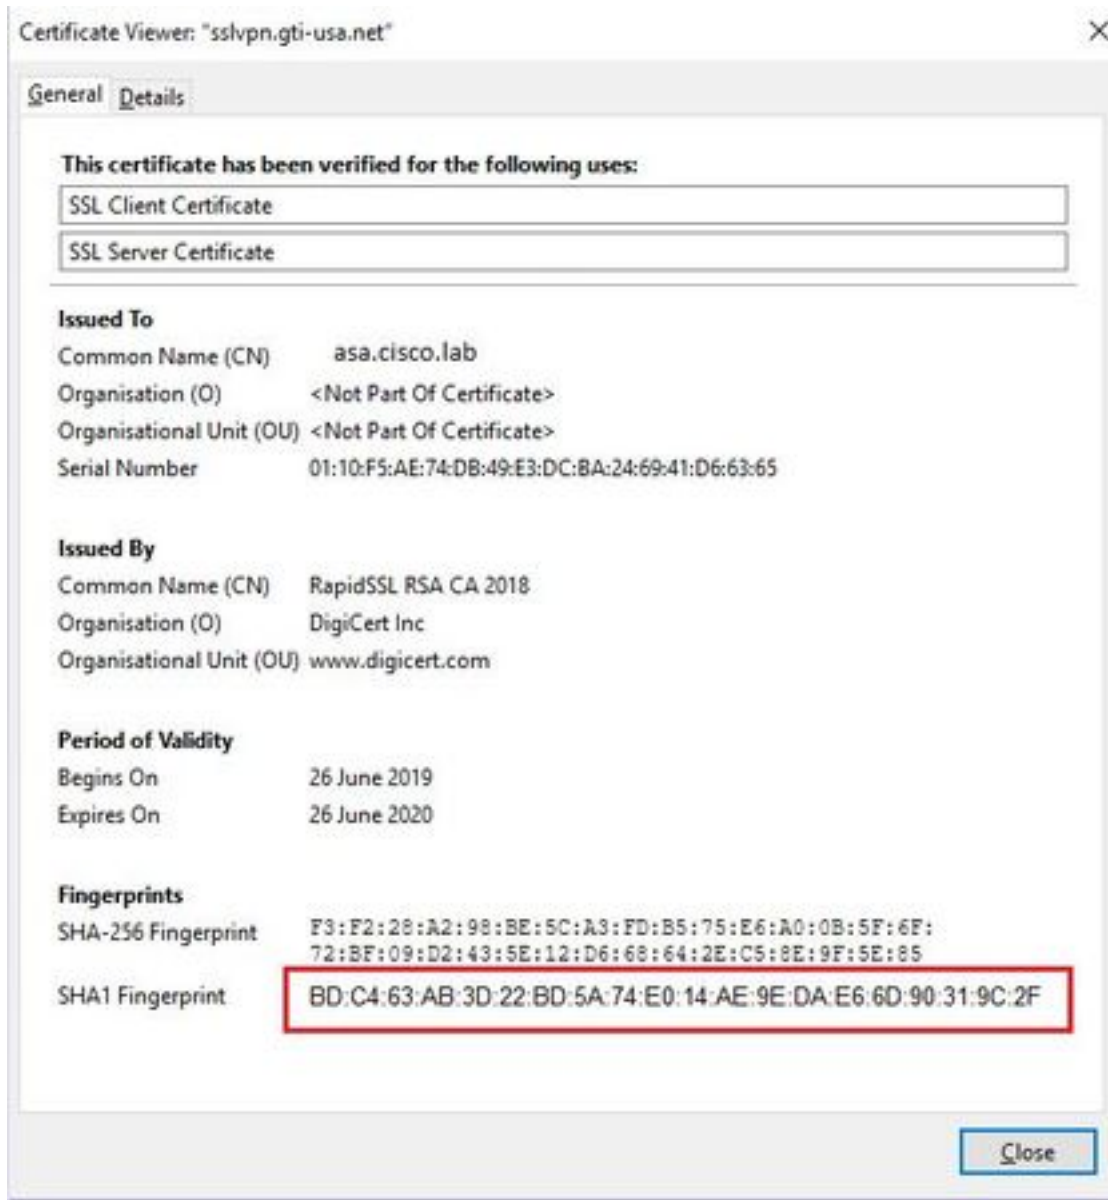 Certificate Viewer: "sslvpn.gti-usa.net"
General Details
This certificate has been verified for the following uses:
SSL Client Certificate
SSL Server Certificate
Issued To
Common Name (CN) asa.cisco.lab
Organisation (O) <Not Part Of Certificate>
Organisational Unit (OU) <Not Part Of Certificate>
Serial Number 01:10:F5:AE:74:DB:49:E3:DC:BA:24:69:41:D6:63:65
Issued By
Common Name (CN) RapidSSL RSA CA 2018
Organisation (O) DigiCert Inc
Organisational Unit (OU) www.digicert.com
Period of Validity
Begins On 26 June 2019
Expires On 26 June 2020
Fingerprints
SHA-256 Fingerprint F3:F2:28:A2:98:BE:5C:A3:FD:B5:75:E6:A0:0B:5F:6F:
72:BF:09:D2:43:5E:12:D6:68:64:2E:C5:8E:9F:5E:85
SHA1 Fingerprint BD:C4:63:AB:3D:22:BD:5A:74:E0:14:AE:9E:DA:E6:6D:90:31:9C:2F
Close